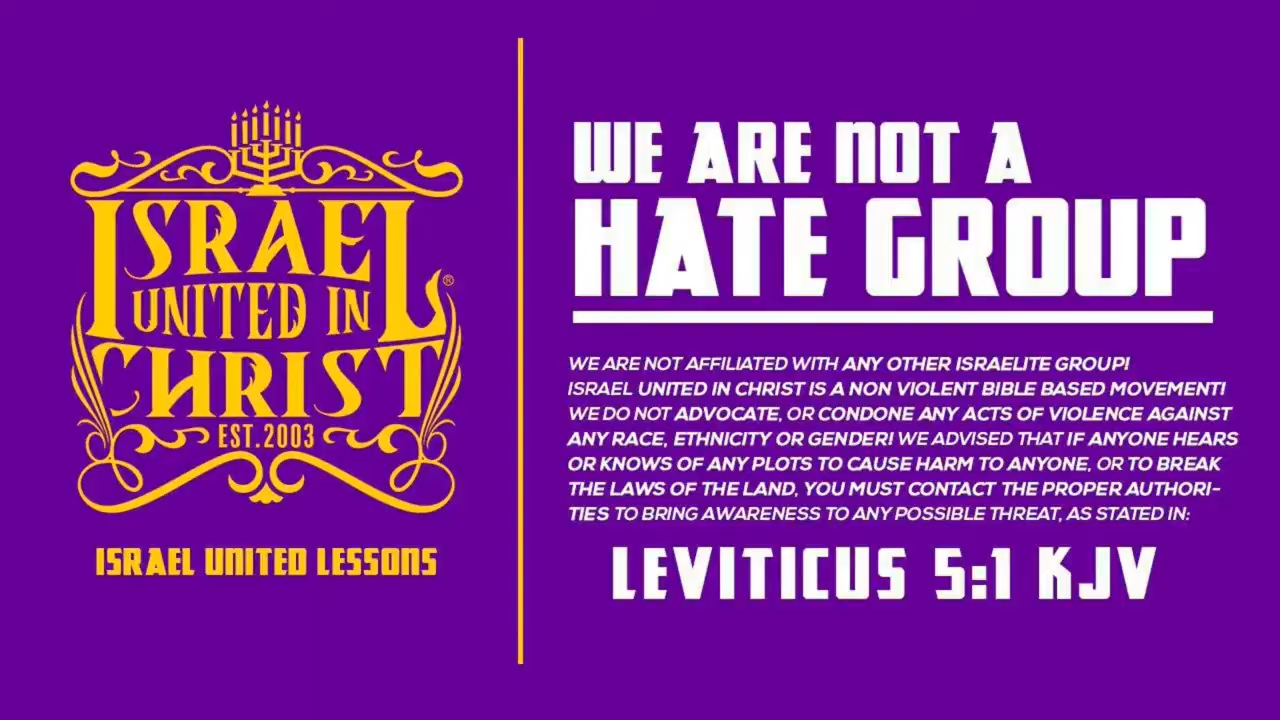 ISRAEL
UNITED IN
CHRIST
®
EST.2003
ISRAEL UNITED LESSONS
WE ARE NOT A
HATE GROUP
WE ARE NOT AFFILIATED WITH ANY OTHER ISRAELITE GROUP!
ISRAEL UNITED IN CHRIST IS A NON VIOLENT BIBLE BASED MOVEMENT!
WE DO NOT ADVOCATE, OR CONDONE ANY ACTS OF VIOLENCE AGAINST
ANY RACE, ETHNICITY OR GENDER! WE ADVISED THAT IF ANYONE HEARS
OR KNOWS OF ANY PLOTS TO CAUSE HARM TO ANYONE, OR TO BREAK
THE LAWS OF THE LAND, YOU MUST CONTACT THE PROPER AUTHORI-
TIES TO BRING AWARENESS TO ANY POSSIBLE THREAT, AS STATED IN:
LEVITICUS 5:1 KJV